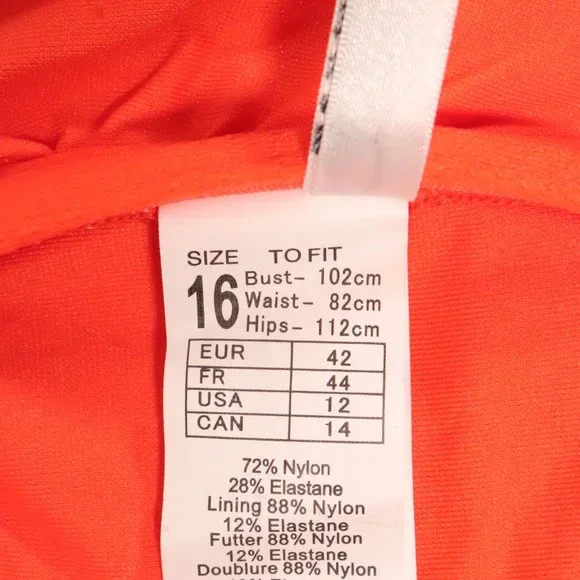 SIZE TO FIT
16 Bust- 102cm
Waist- 82cm
Hips- 112cm
EUR 42
FR 44
USA 12
CAN 14
72% Nylon
28% Elastane
Lining 88% Nylon
12% Elastane
Futter 88% Nylon
12% Elastane
Doublure 88% Nylon